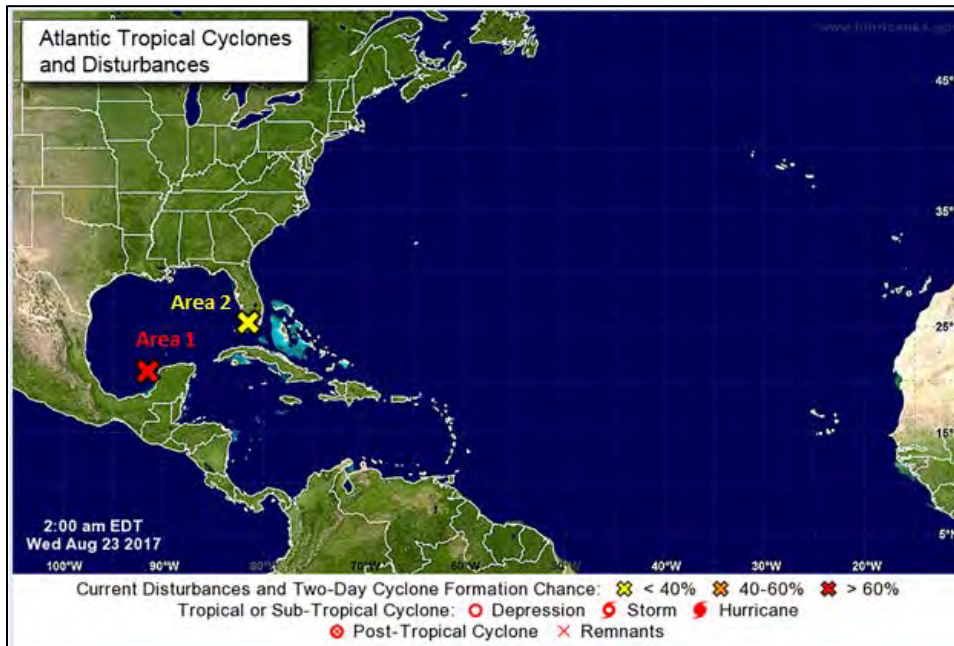 Atlantic Tropical Cyclones
and Disturbances
45°
35°
Area 2
25°
Area 1
15°
2:00 am EDT
Wed Aug 23 2017
5°N
100°W 90°W 80°W 70°W 60°W 50°W 40°W 30°W 20°W
Current Disturbances and Two-Day Cyclone Formation Chance: < 40% 40-60% > 60%
Tropical or Sub-Tropical Cyclone: Depression Storm Hurricane
Post-Tropical Cyclone Remnants